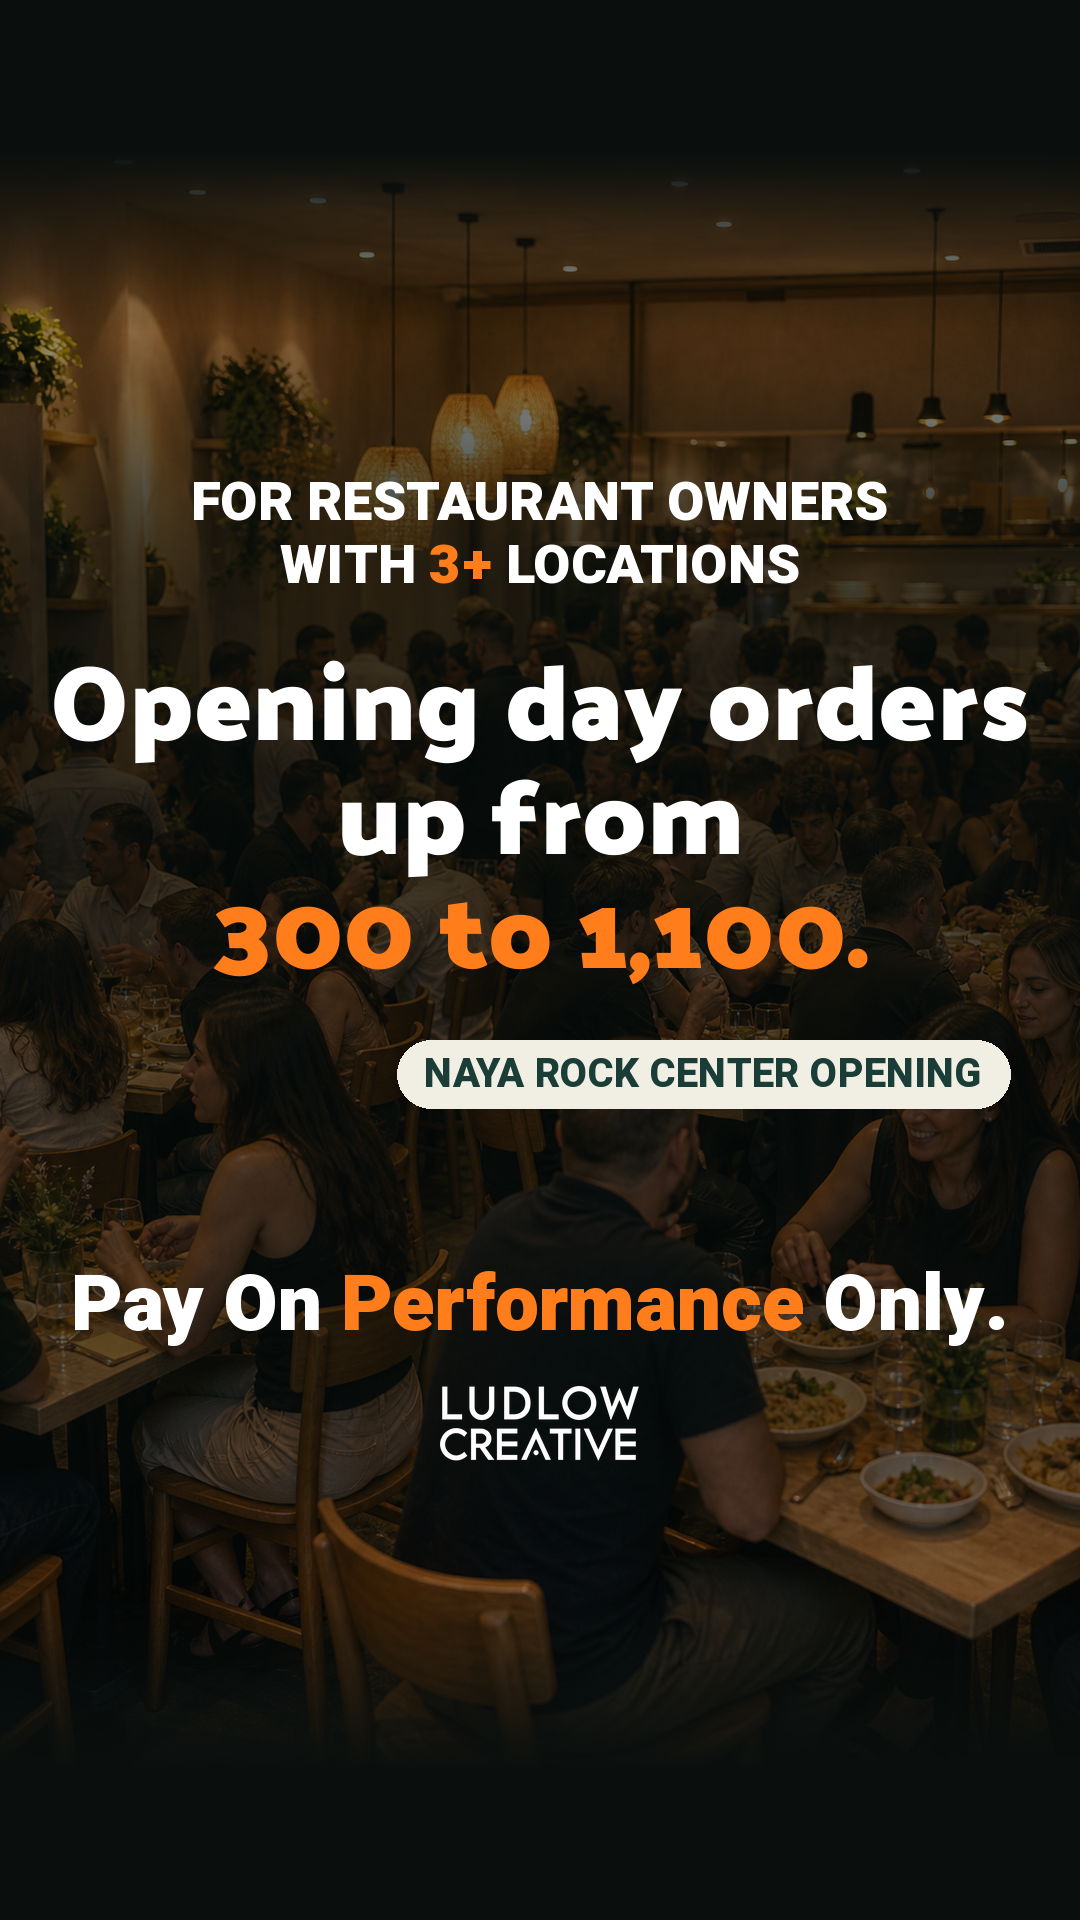 FOR RESTAURANT OWNERS
WITH 3+ LOCATIONS
Opening day orders
up from
300 to 1,100.
NAYA ROCK CENTER OPENING
Pay On Performance Only.
LUDLOW
CREATIVE